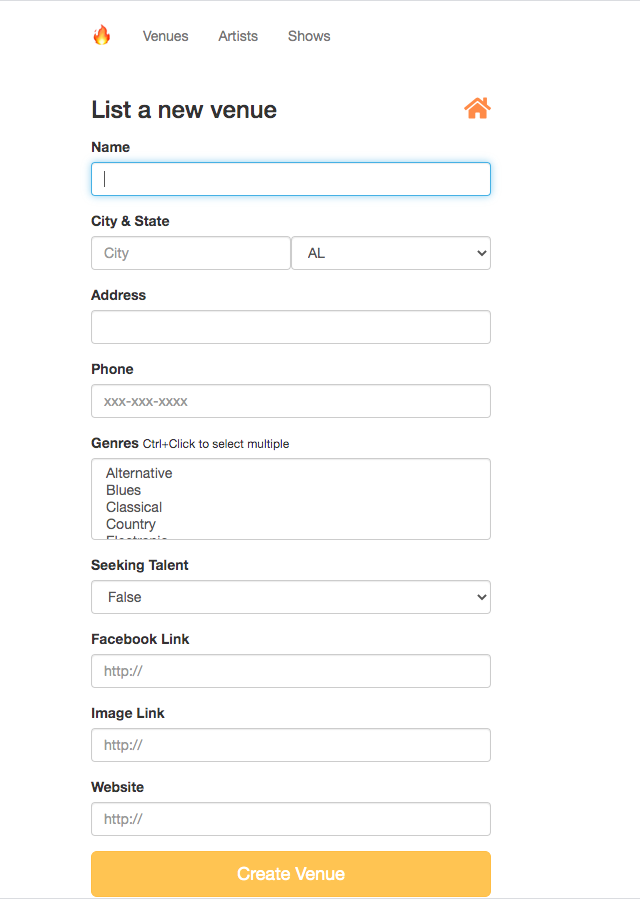 Venues Artists Shows
List a new venue
Name
City & State
City AL
Address
Phone
xxx-xxx-xxxx
Genres Ctrl+Click to select multiple
Alternative
Blues
Classical
Country
Electronic
Seeking Talent
False
Facebook Link
http://
Image Link
http://
Website
http://
Create Venue